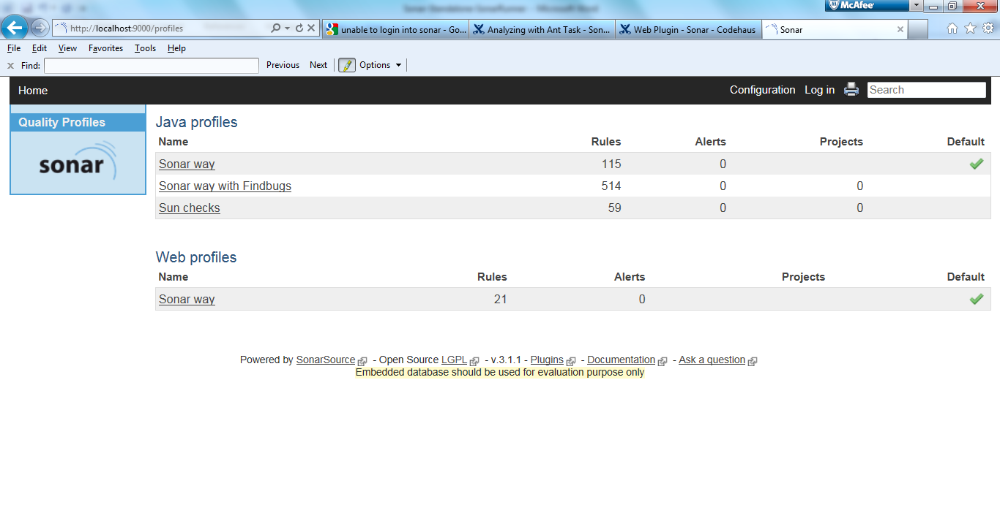 Sonar Standalone SonarRunner - Microsoft Word
McAfee
http://localhost:9000/profiles
unable to login into sonar - Go...
Analyzing with Ant Task - Son...
Web Plugin - Sonar - Codehaus
Sonar
File Edit View Favorites Tools Help
x Find: Previous Next Options
Home Configuration Log in Search
Quality Profiles
sonar
Java profiles
Name Rules Alerts Projects Default
Sonar way 115 0
Sonar way with Findbugs 514 0 0
Sun checks 59 0 0
Web profiles
Name Rules Alerts Projects Default
Sonar way 21 0
Powered by SonarSource - Open Source LGPL - v.3.1.1 - Plugins - Documentation - Ask a question
Embedded database should be used for evaluation purpose only